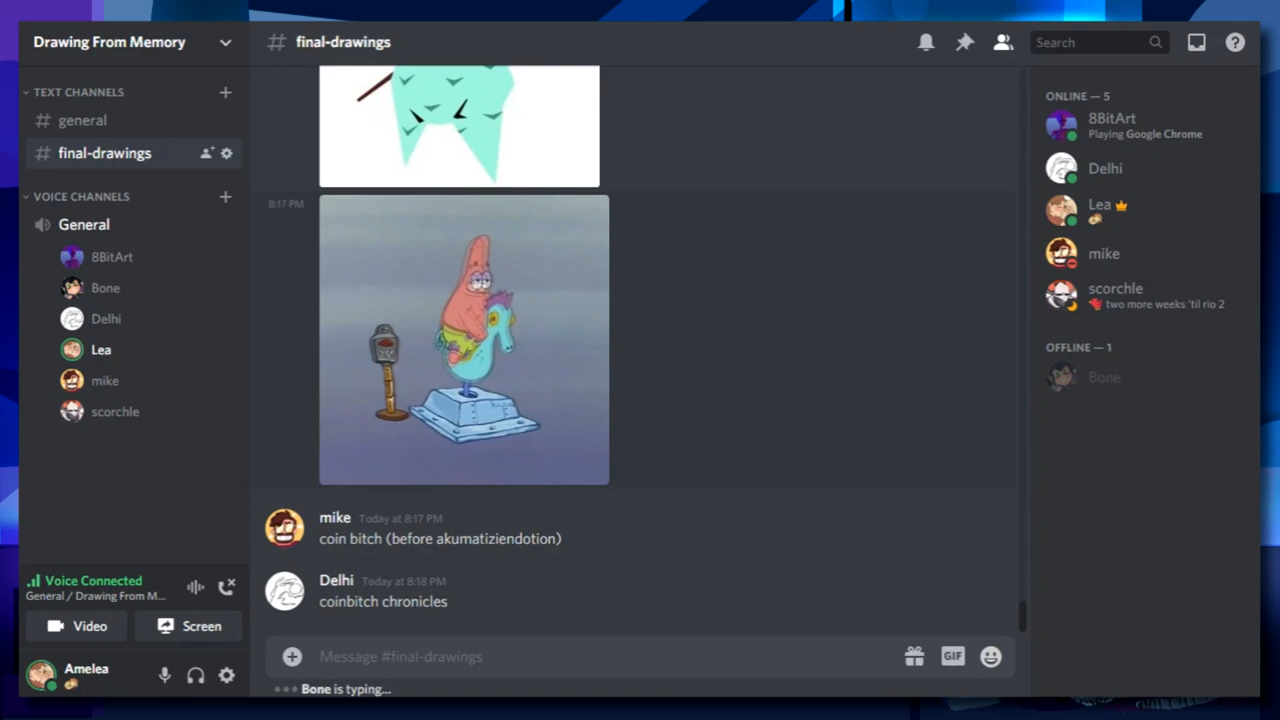 Drawing From Memory
TEXT CHANNELS
general
final-drawings
VOICE CHANNELS
General
8BitArt
Bone
Delhi
Lea
mike
scorchle
Voice Connected
General / Drawing From M...
Video
Screen
Amelea
# final-drawings
Search
8:17 PM
mike Today at 8:17 PM
coin bitch (before akumatiziendotion)
Delhi Today at 8:18 PM
coinbitch chronicles
Message #final-drawings
GIF
Bone is typing...
ONLINE — 5
8BitArt
Playing Google Chrome
Delhi
Lea
mike
scorchle
two more weeks 'til rio 2
OFFLINE — 1
Bone